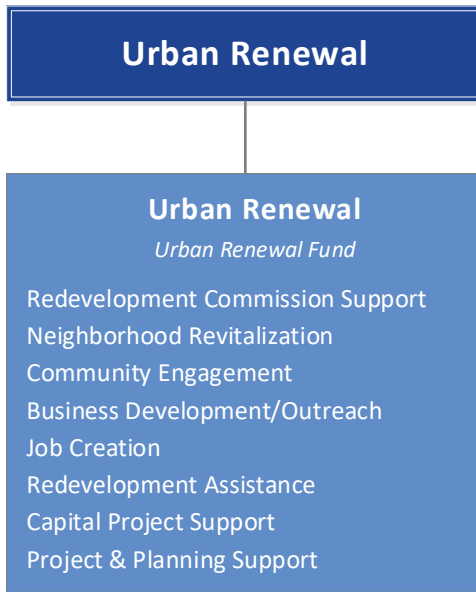 Urban Renewal
Urban Renewal
Urban Renewal Fund
Redevelopment Commission Support
Neighborhood Revitalization
Community Engagement
Business Development/Outreach
Job Creation
Redevelopment Assistance
Capital Project Support
Project & Planning Support